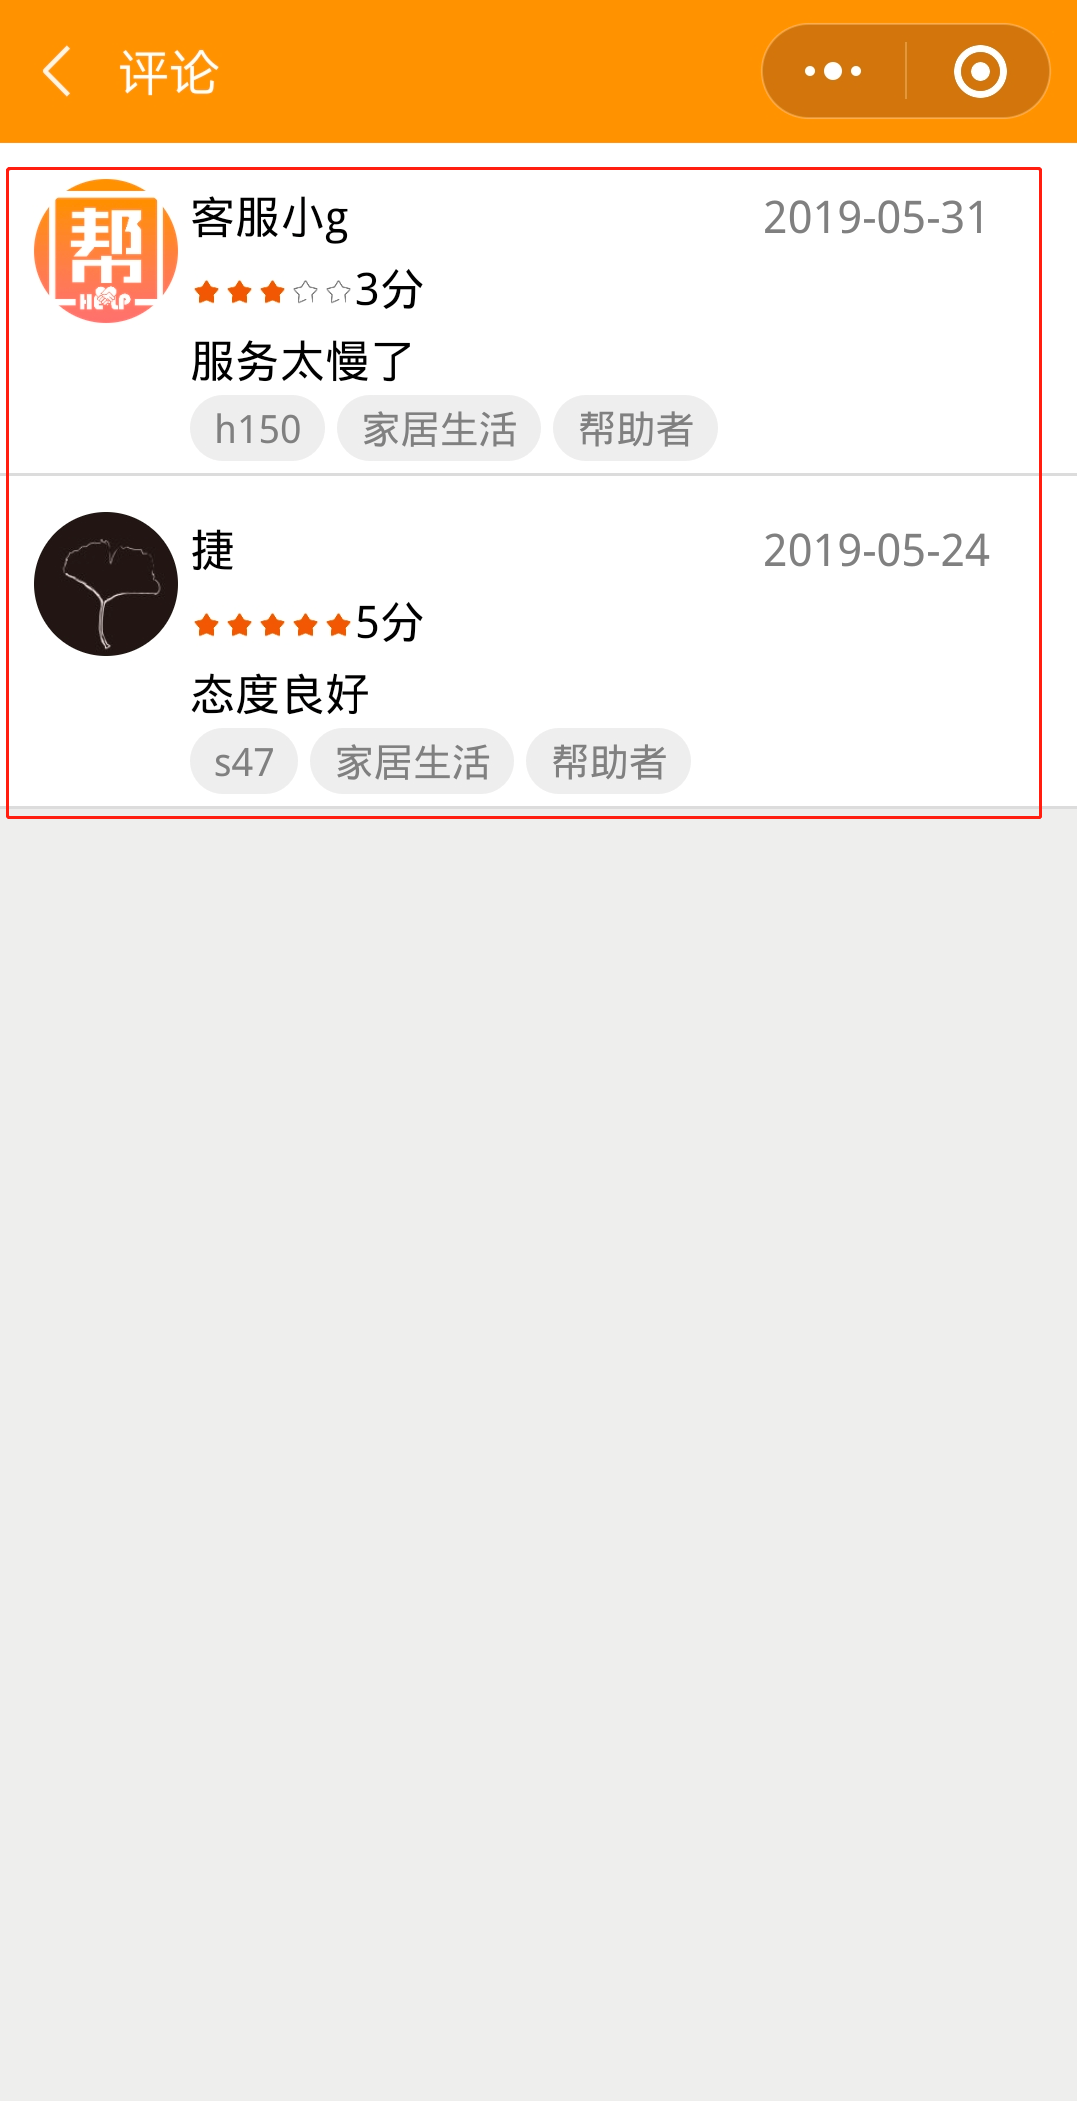 评论
帮
HELP
客服小g 2019-05-31
3分
服务太慢了
h150 家居生活 帮助者
捷 2019-05-24
5分
态度良好
s47 家居生活 帮助者